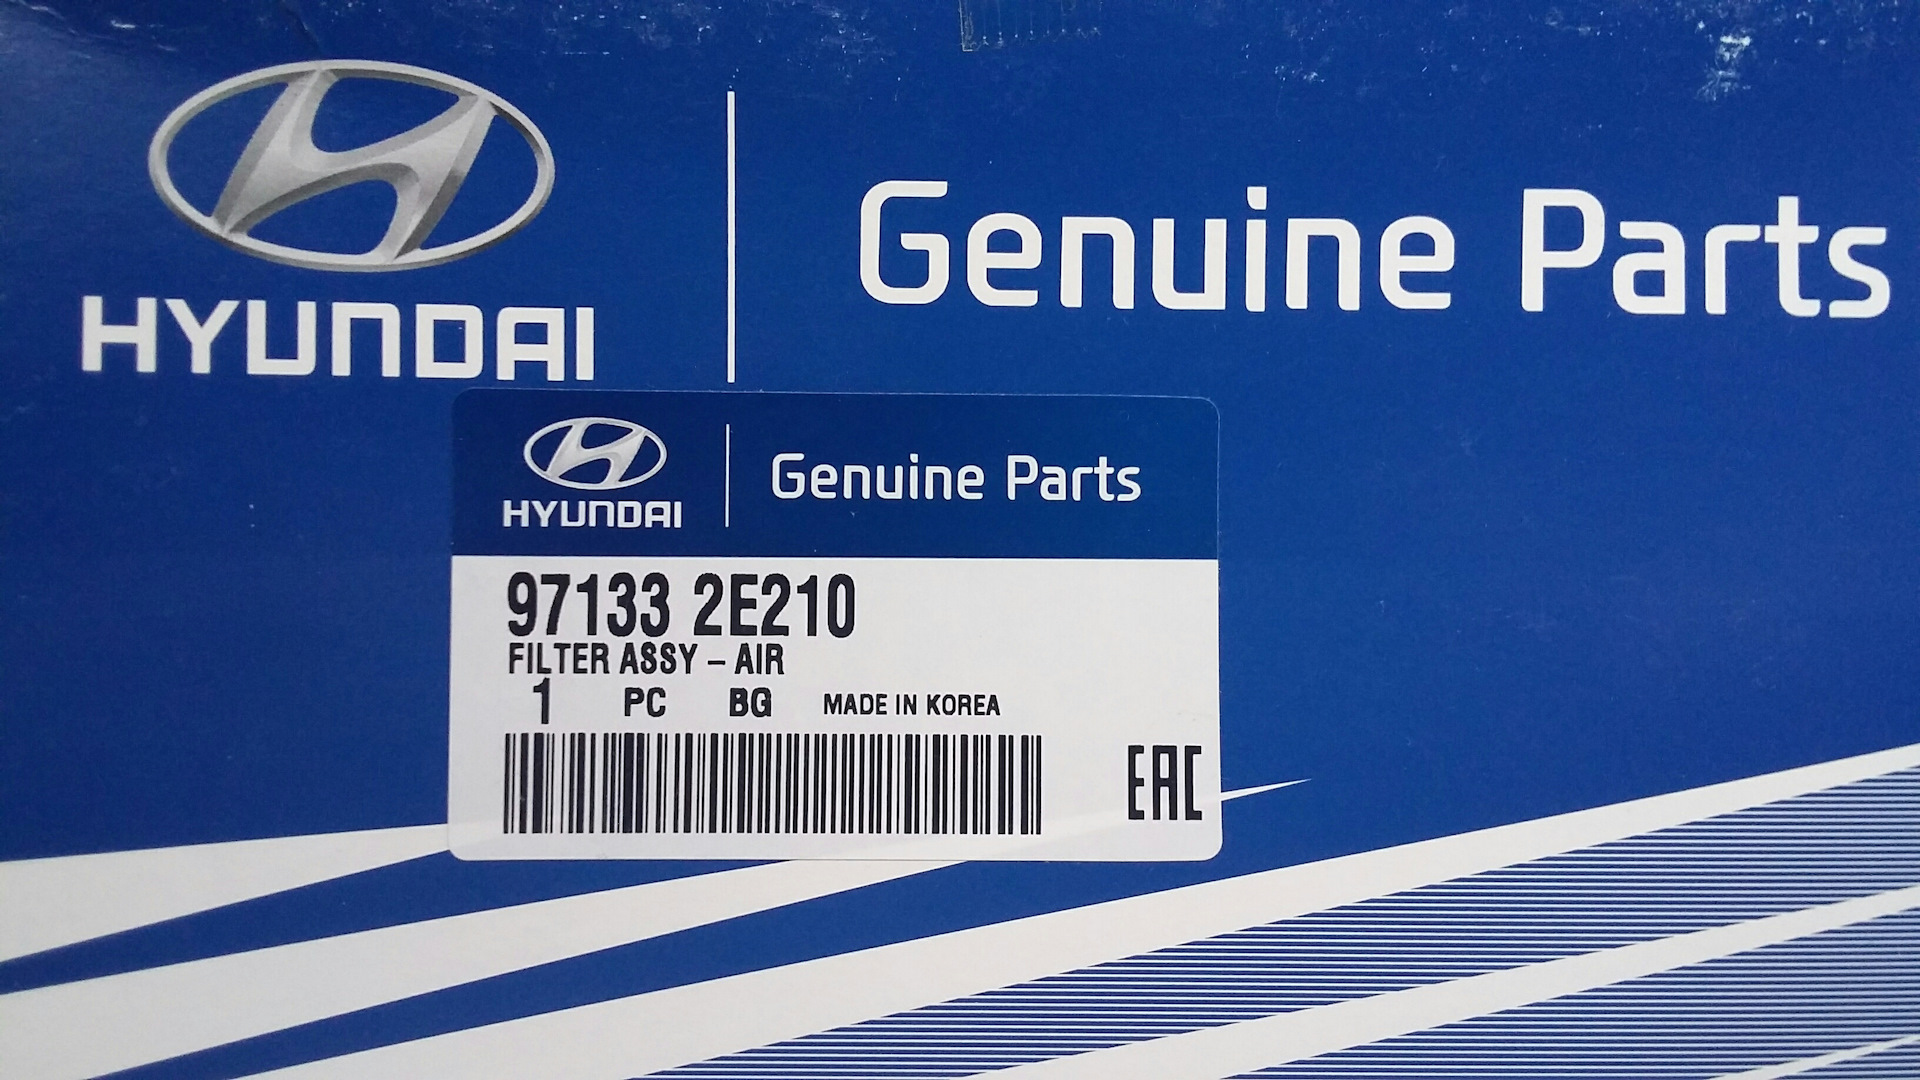 HYUNDAI
Genuine Parts
HYUNDAI
Genuine Parts
97133 2E210
FILTER ASSY – AIR
1 PC BG MADE IN KOREA
EAC